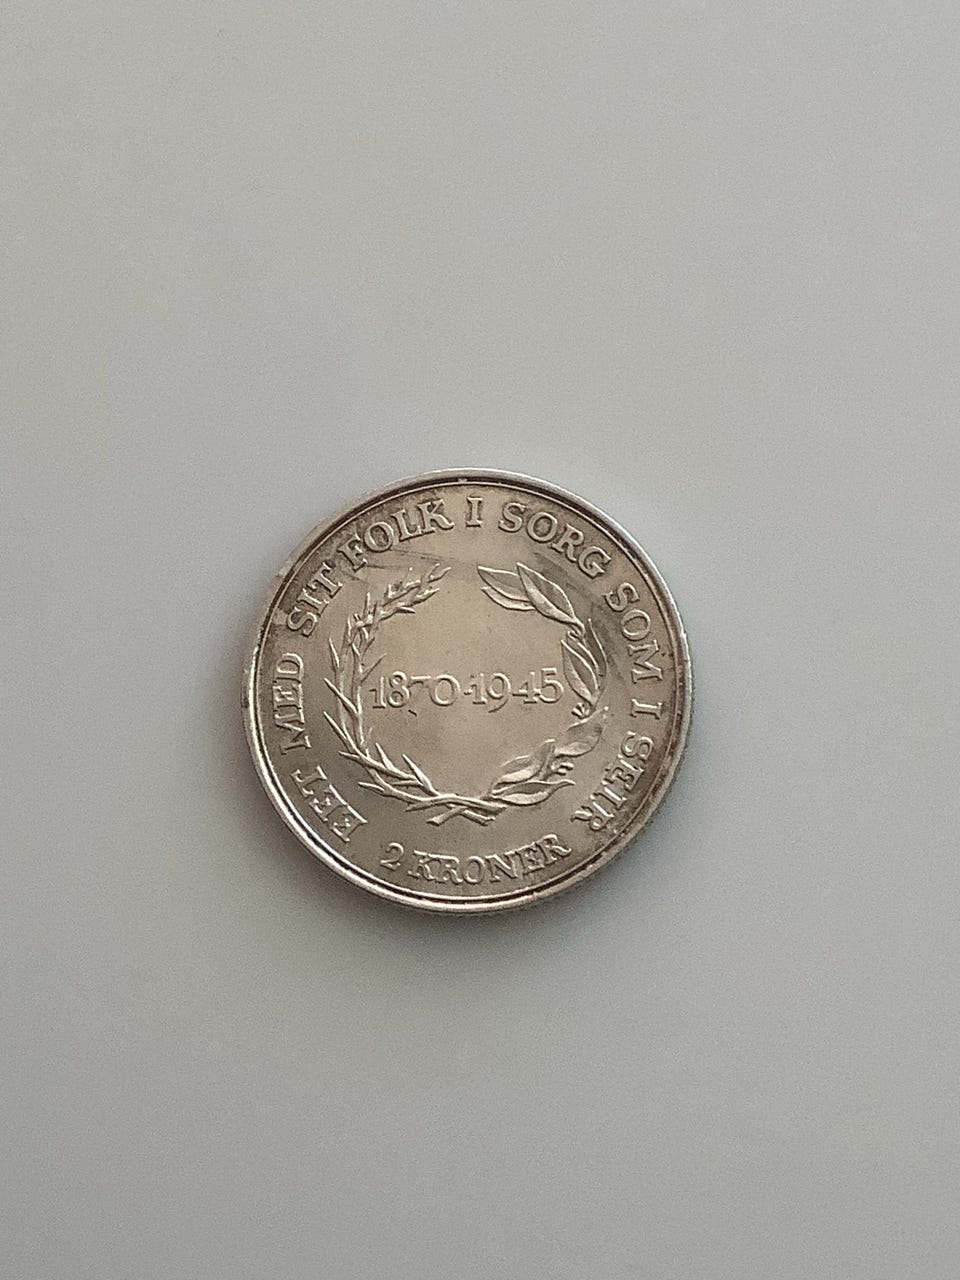 EET MED SIT FOLK I SORG SOM I SEIR
1870-1945
2 KRONER